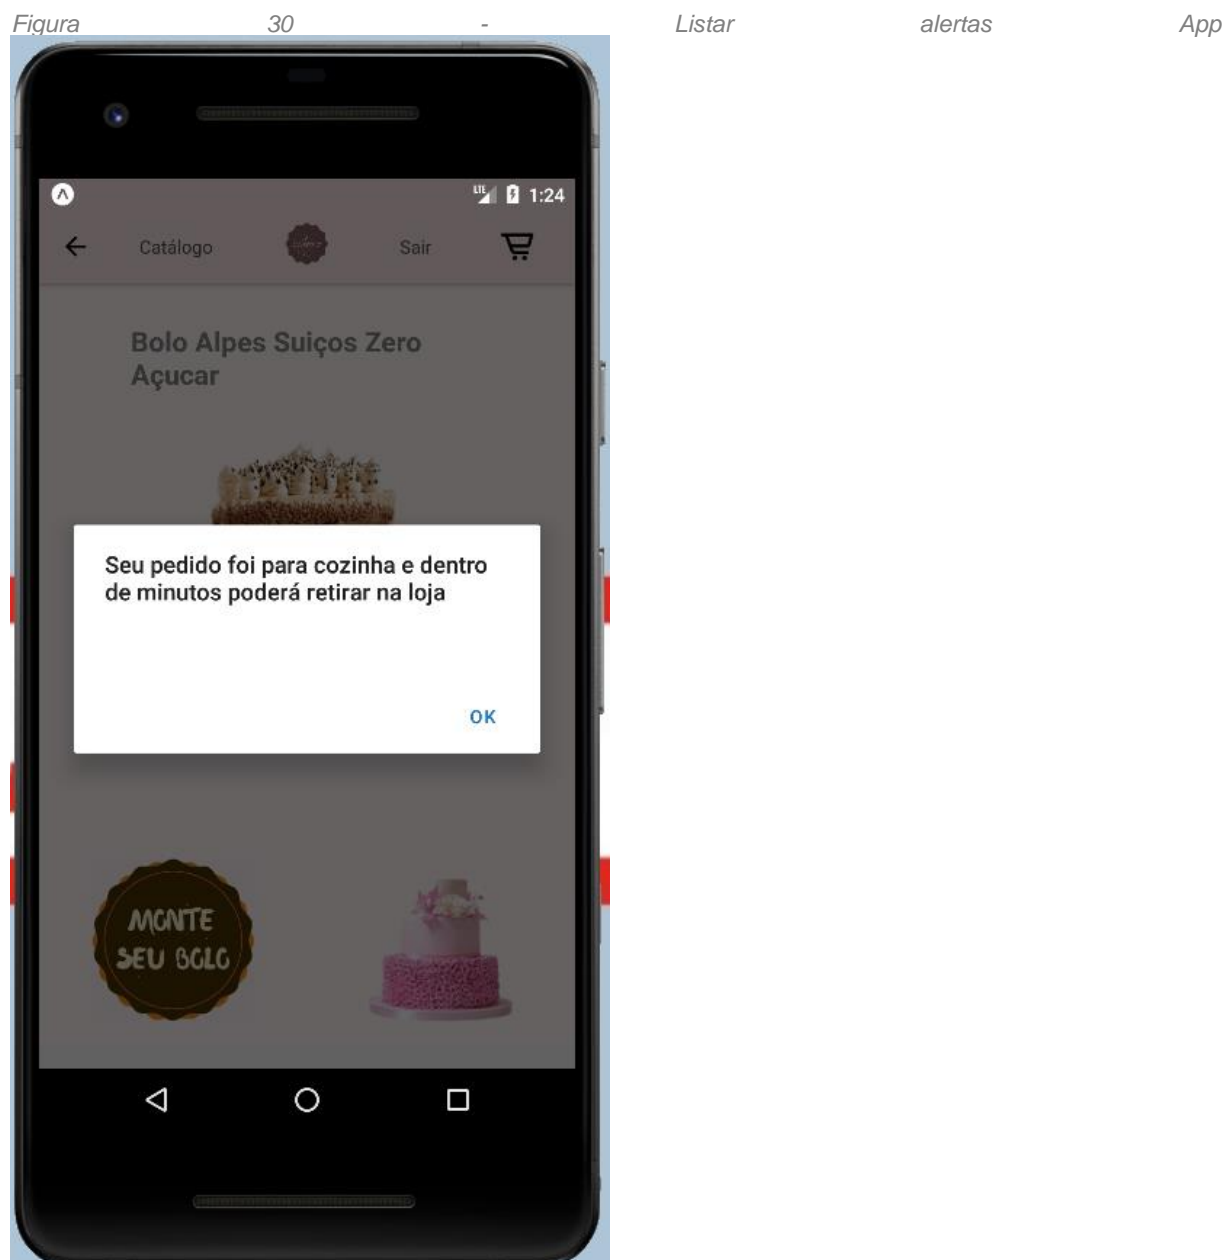 Figura 30 - Listar alertas App
LTE 1:24
Catálogo Sair
Bolo Alpes Suiços Zero
Açucar
Seu pedido foi para cozinha e dentro
de minutos poderá retirar na loja
OK
MONTE
SEU BOLO